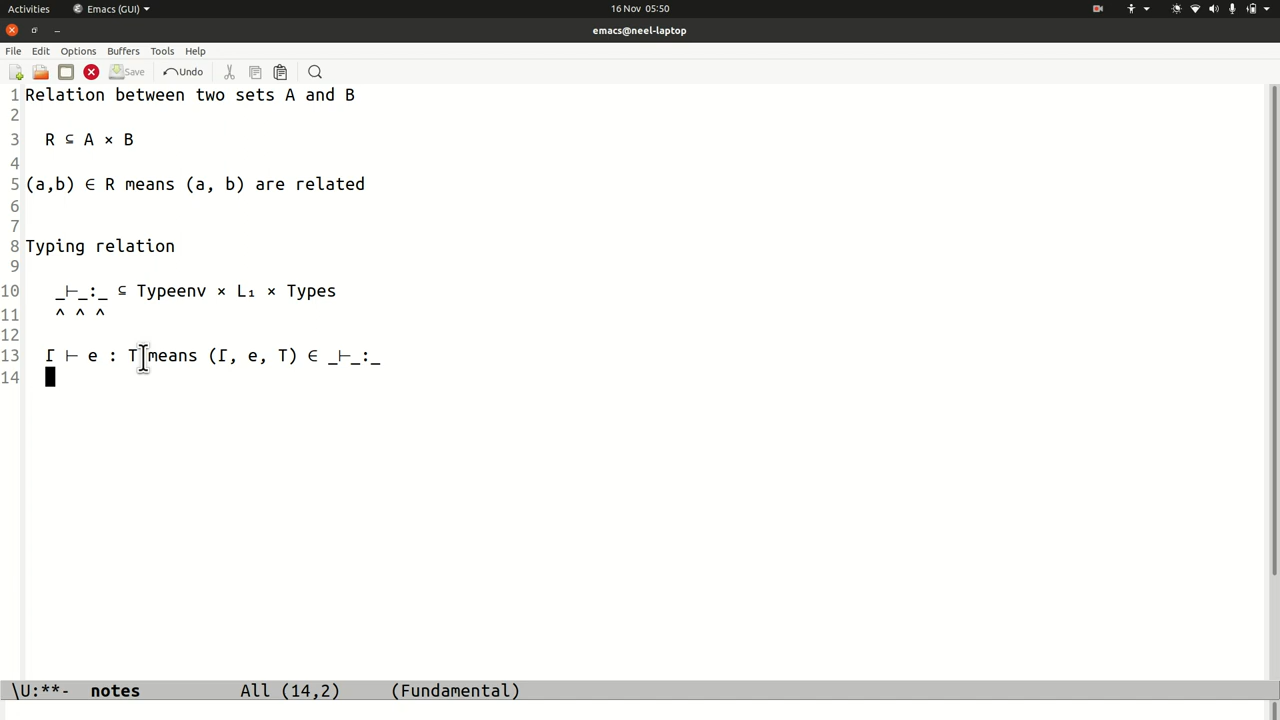 Activities Emacs (GUI) 16 Nov 05:50
emacs@neel-laptop
File Edit Options Buffers Tools Help
Save Undo
1 Relation between two sets A and B
2
3 R ⊆ A × B
4
5 (a,b) ∈ R means (a, b) are related
6
7
8 Typing relation
9
10 _⊢_:_ ⊆ Typeenv × L₁ × Types
11 ^ ^ ^
12
13 Γ ⊢ e : T means (Γ, e, T) ∈ _⊢_:_
14
\U:**- notes All (14,2) (Fundamental)